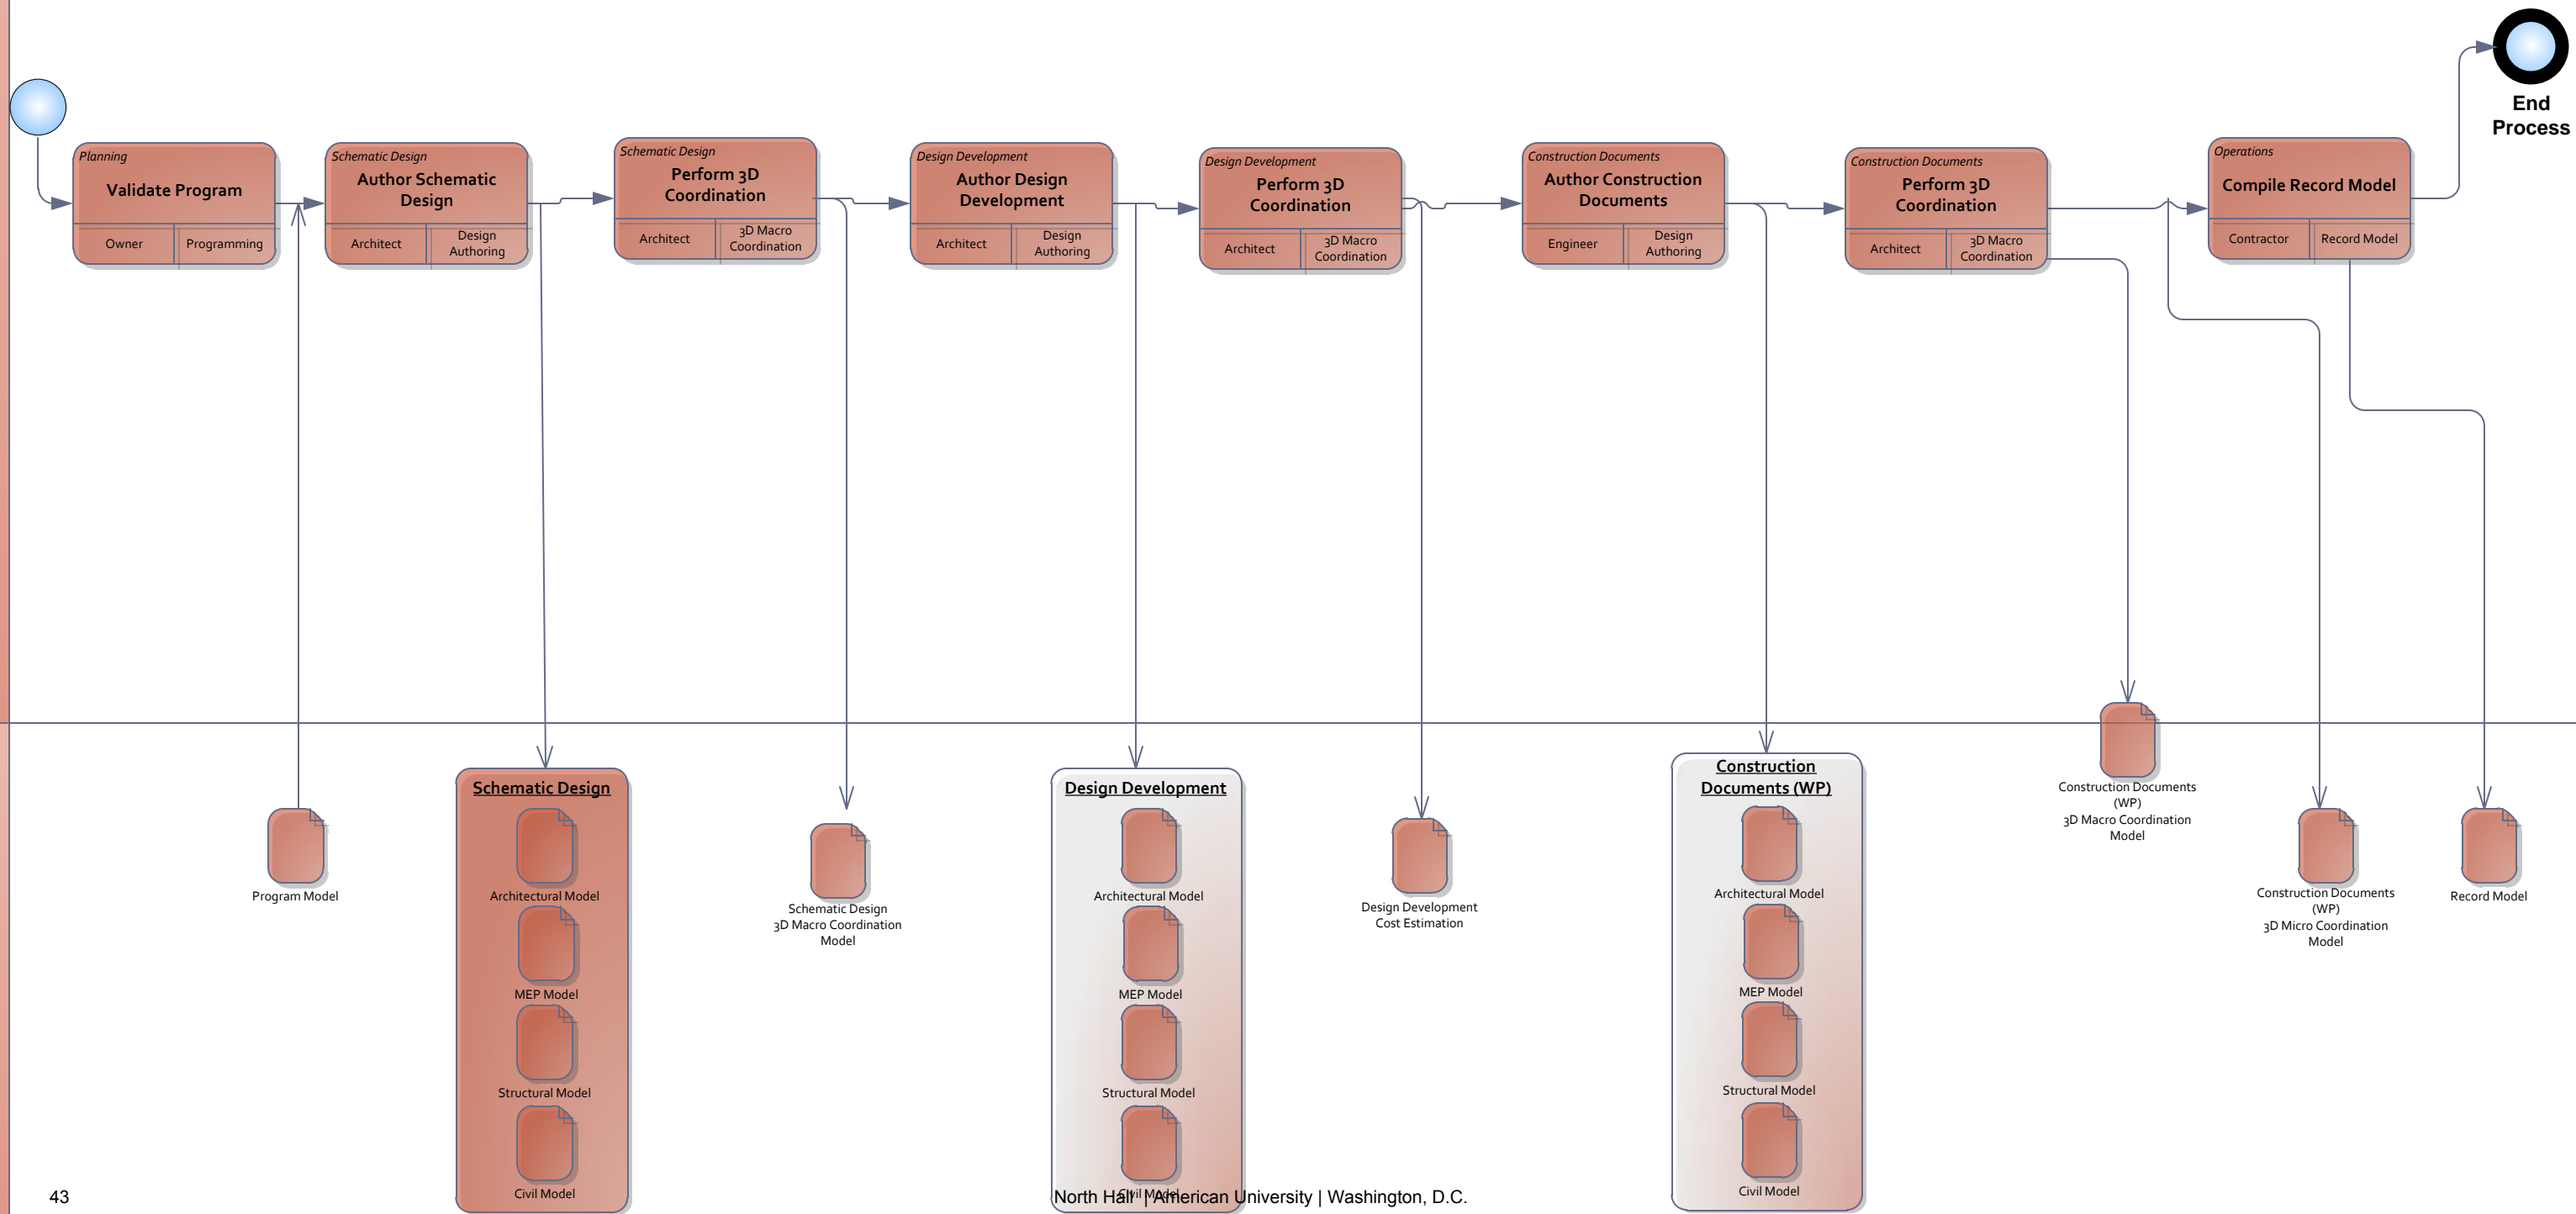 End
Process
Planning
Validate Program
Owner
Programming
Schematic Design
Author Schematic
Design
Architect
Design
Authoring
Schematic Design
Perform 3D
Coordination
Architect
3D Macro
Coordination
Design Development
Author Design
Development
Architect
Design
Authoring
Design Development
Perform 3D
Coordination
Architect
3D Macro
Coordination
Construction Documents
Author Construction
Documents
Engineer
Design
Authoring
Construction Documents
Perform 3D
Coordination
Architect
3D Macro
Coordination
Operations
Compile Record Model
Contractor
Record Model
Program Model
Schematic Design
Architectural Model
MEP Model
Structural Model
Civil Model
Schematic Design
3D Macro Coordination
Model
Design Development
Architectural Model
MEP Model
Structural Model
Civil Model
Design Development
Cost Estimation
Construction
Documents (WP)
Architectural Model
MEP Model
Structural Model
Civil Model
Construction Documents
(WP)
3D Macro Coordination
Model
Construction Documents
(WP)
3D Micro Coordination
Model
Record Model
43
North Hall | American University | Washington, D.C.